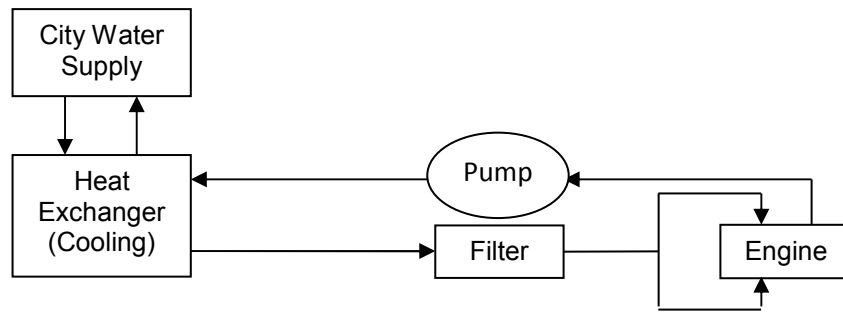 City Water
Supply
Pump
Heat
Exchanger
(Cooling)
Filter
Engine